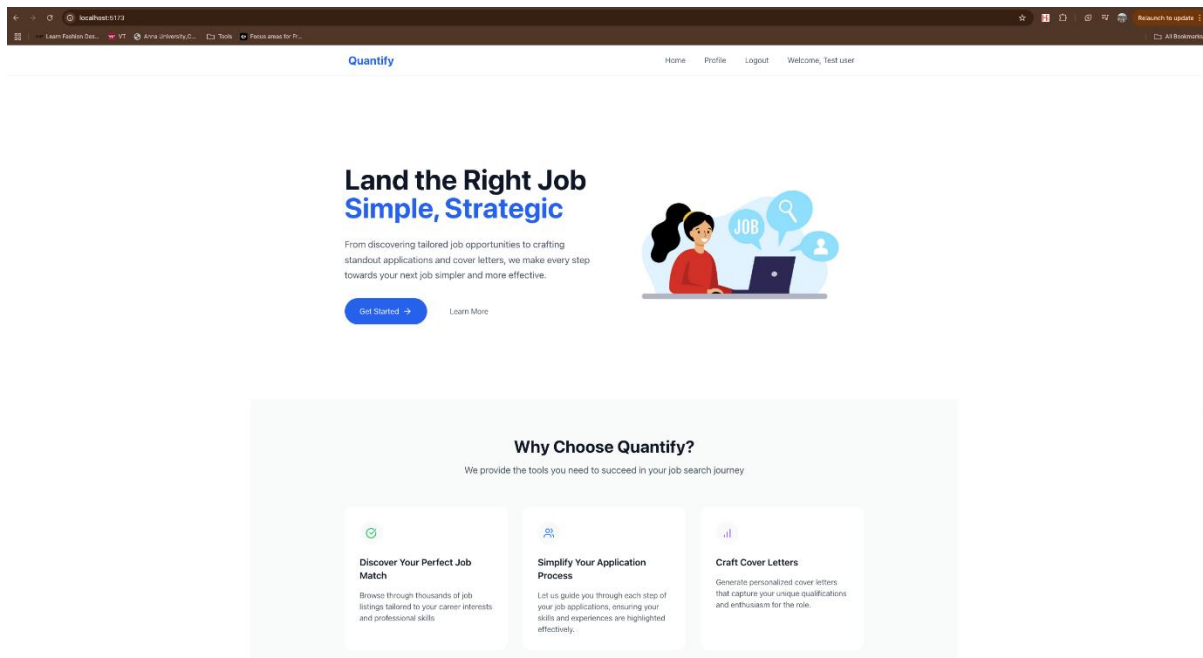 localhost:5173
Relaunch to update
Learn Fashion Des... VT Anna University,C... Tools Focus areas for Fr... All Bookmarks
Quantify Home Profile Logout Welcome, Test user
Land the Right Job
Simple, Strategic
From discovering tailored job opportunities to crafting
standout applications and cover letters, we make every step
towards your next job simpler and more effective.
Get Started → Learn More
JOB
Why Choose Quantify?
We provide the tools you need to succeed in your job search journey
Discover Your Perfect Job
Match
Browse through thousands of job
listings tailored to your career interests
and professional skills
Simplify Your Application
Process
Let us guide you through each step of
your job applications, ensuring your
skills and experiences are highlighted
effectively.
Craft Cover Letters
Generate personalized cover letters
that capture your unique qualifications
and enthusiasm for the role.